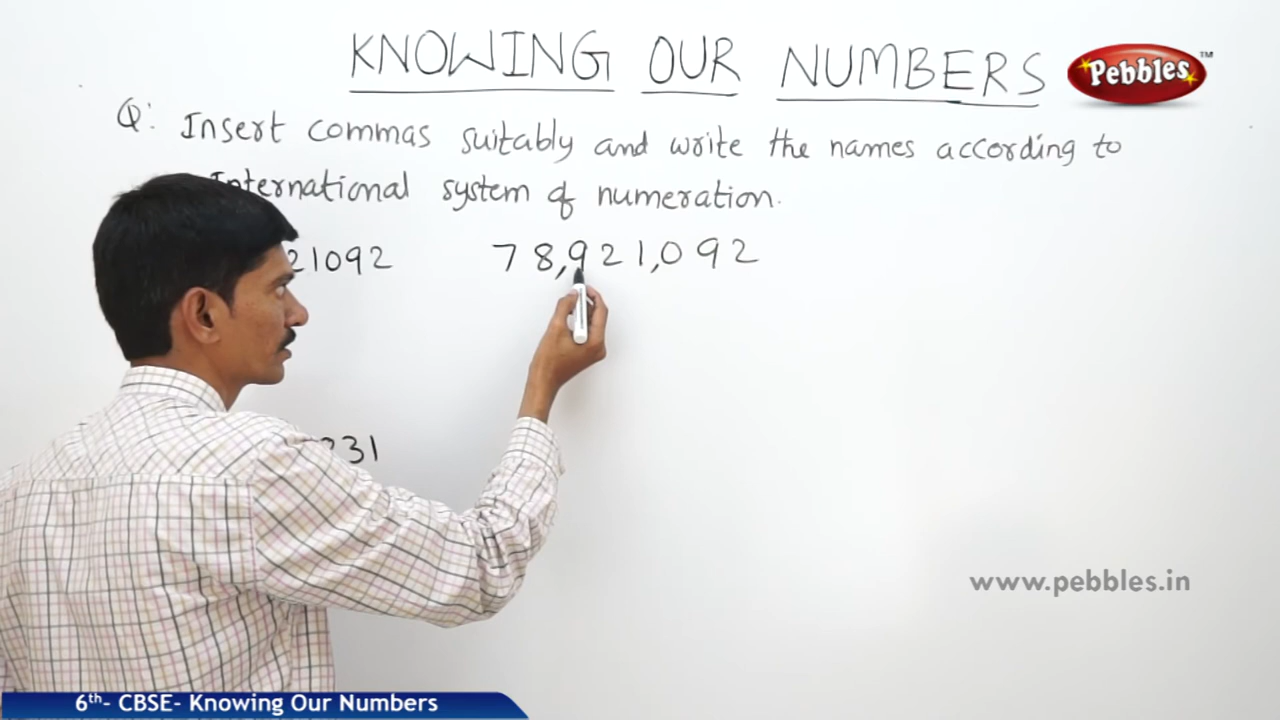 KNOWING OUR NUMBERS
Pebbles™
Q: Insert commas suitably and write the names according to
International system of numeration.
21092 78,921,092
231
www.pebbles.in
6th- CBSE- Knowing Our Numbers